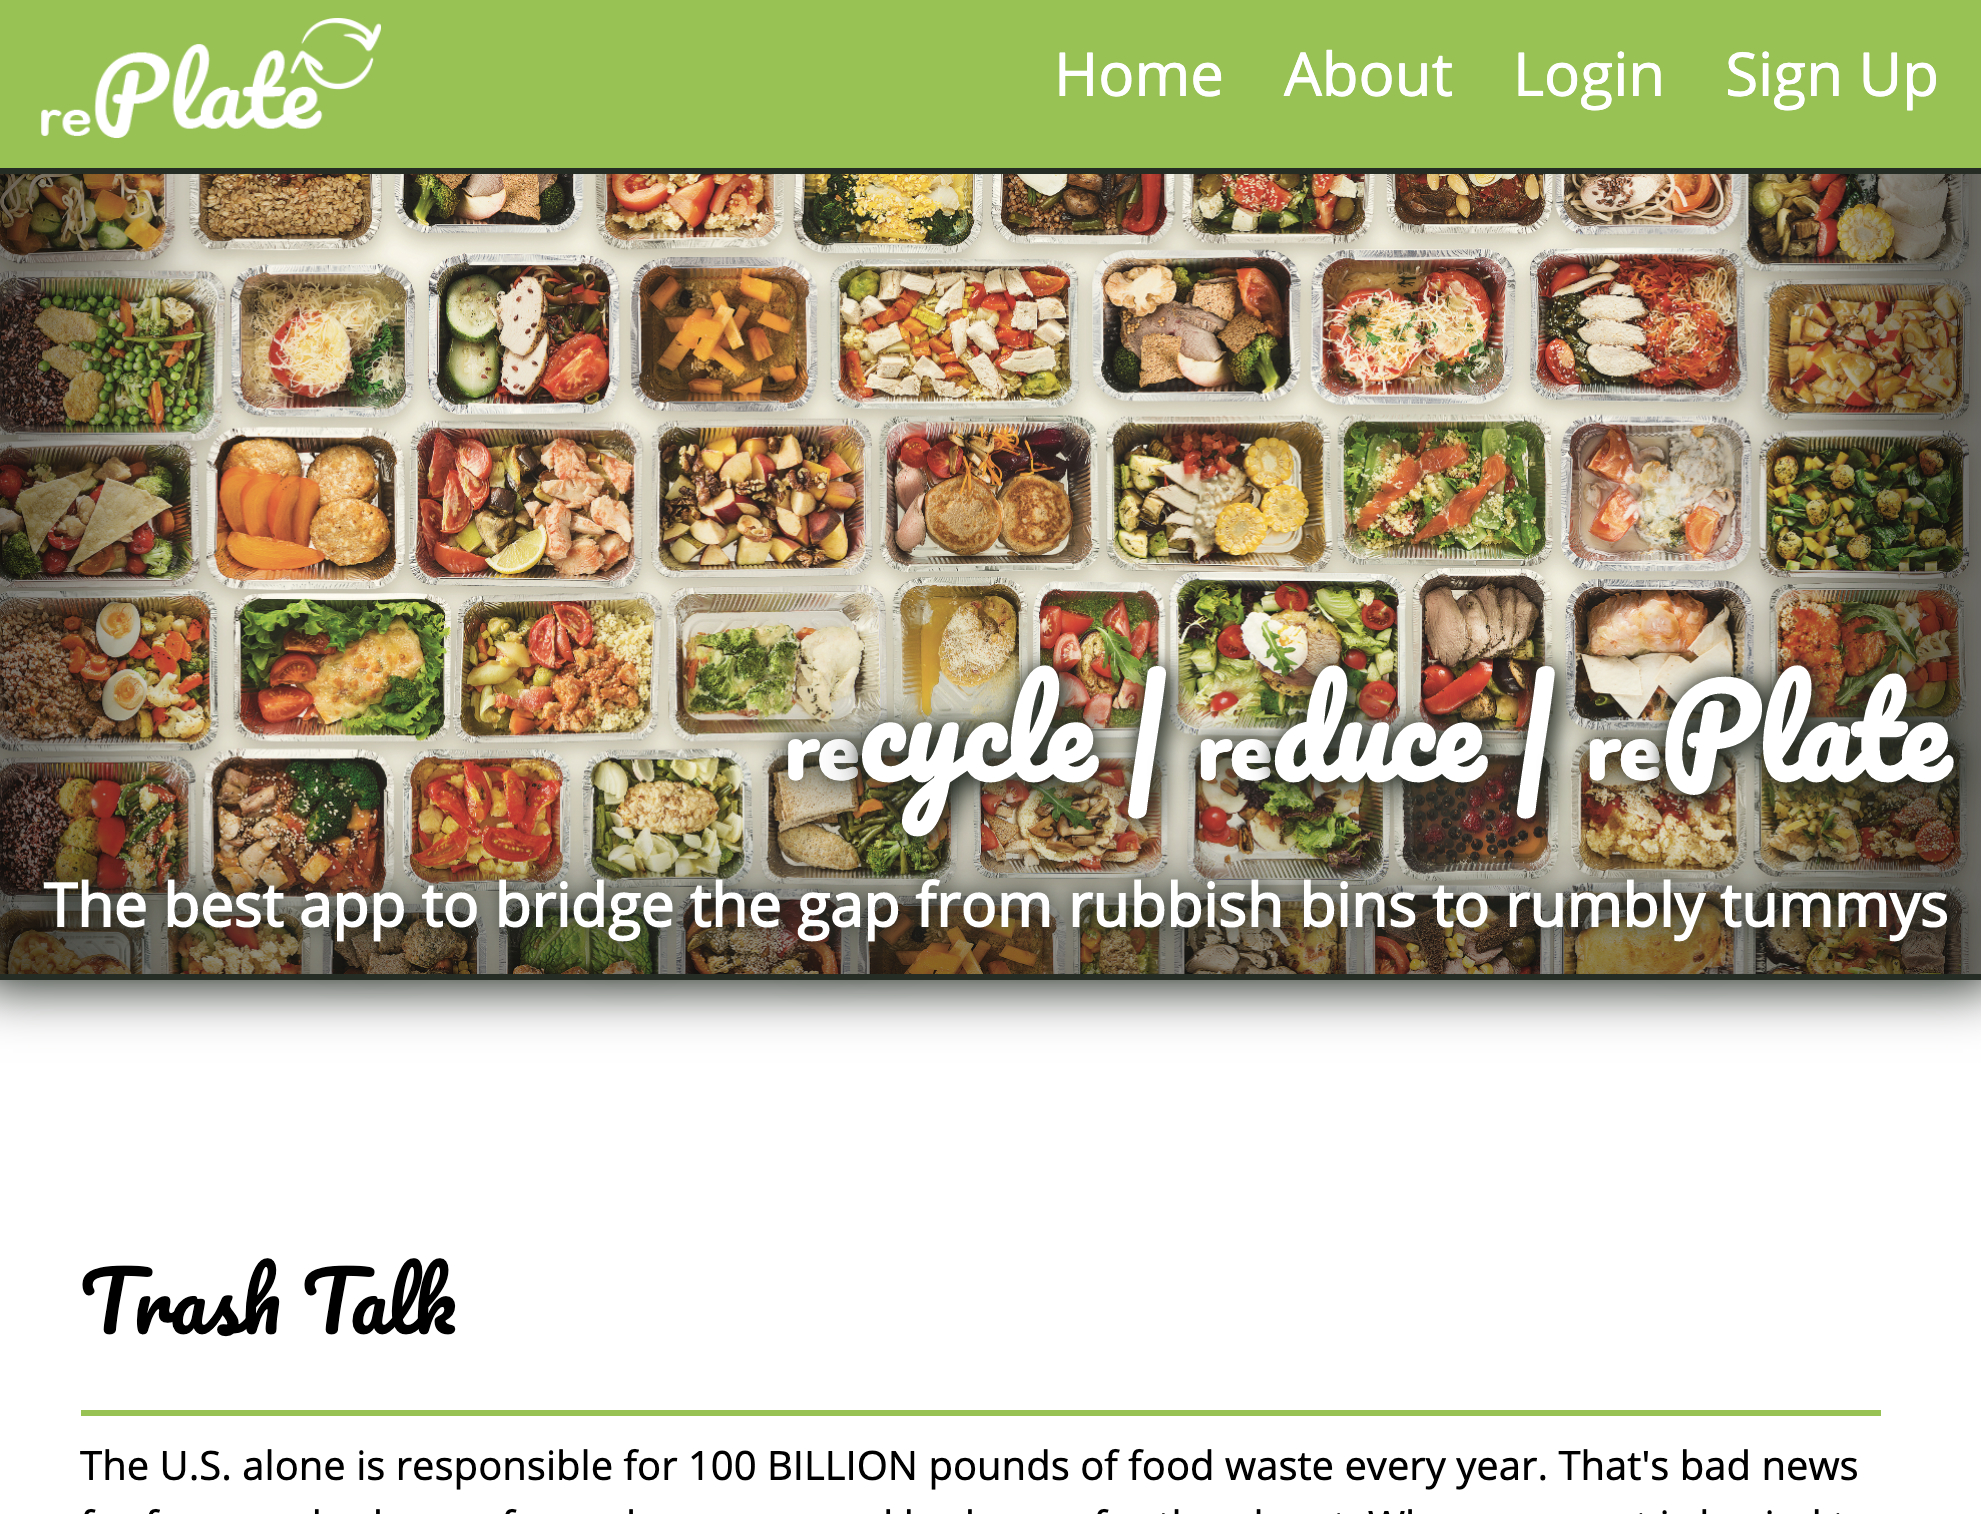 rePlate
Home About Login Sign Up
recycle | reduce | rePlate
The best app to bridge the gap from rubbish bins to rumbly tummys
Trash Talk
The U.S. alone is responsible for 100 BILLION pounds of food waste every year. That's bad news